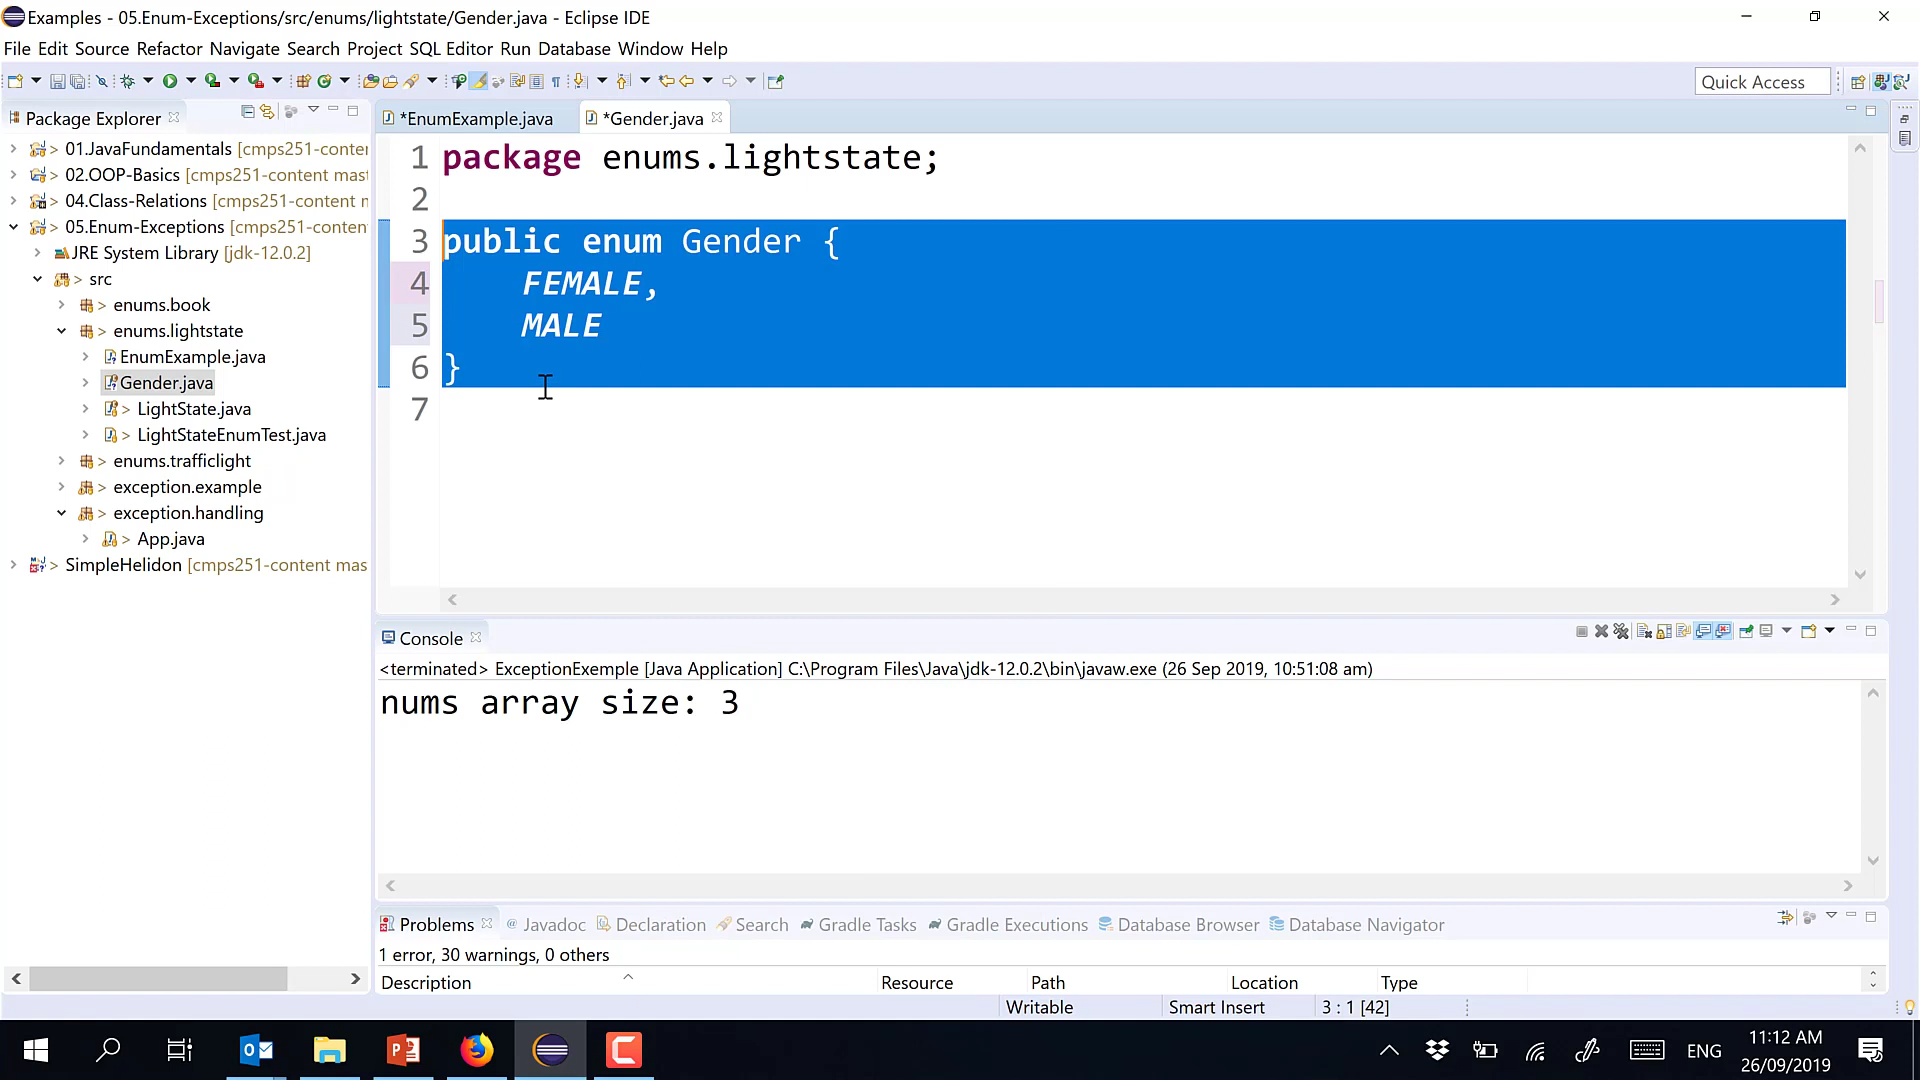 Examples - 05.Enum-Exceptions/src/enums/lightstate/Gender.java - Eclipse IDE
File Edit Source Refactor Navigate Search Project SQL Editor Run Database Window Help
Quick Access
Package Explorer
*EnumExample.java
*Gender.java
01.JavaFundamentals [cmps251-conter
02.OOP-Basics [cmps251-content mast
04.Class-Relations [cmps251-content n
05.Enum-Exceptions [cmps251-conten
JRE System Library [jdk-12.0.2]
src
enums.book
enums.lightstate
EnumExample.java
Gender.java
LightState.java
LightStateEnumTest.java
enums.trafficlight
exception.example
exception.handling
App.java
SimpleHelidon [cmps251-content mas
1 package enums.lightstate;
2
3 public enum Gender {
4 FEMALE,
5 MALE
6 }
7
Console
<terminated> ExceptionExemple [Java Application] C:\Program Files\Java\jdk-12.0.2\bin\javaw.exe (26 Sep 2019, 10:51:08 am)
nums array size: 3
Problems Javadoc Declaration Search Gradle Tasks Gradle Executions Database Browser Database Navigator
1 error, 30 warnings, 0 others
Description Resource Path Location Type
Writable Smart Insert 3 : 1 [42]
ENG
11:12 AM
26/09/2019